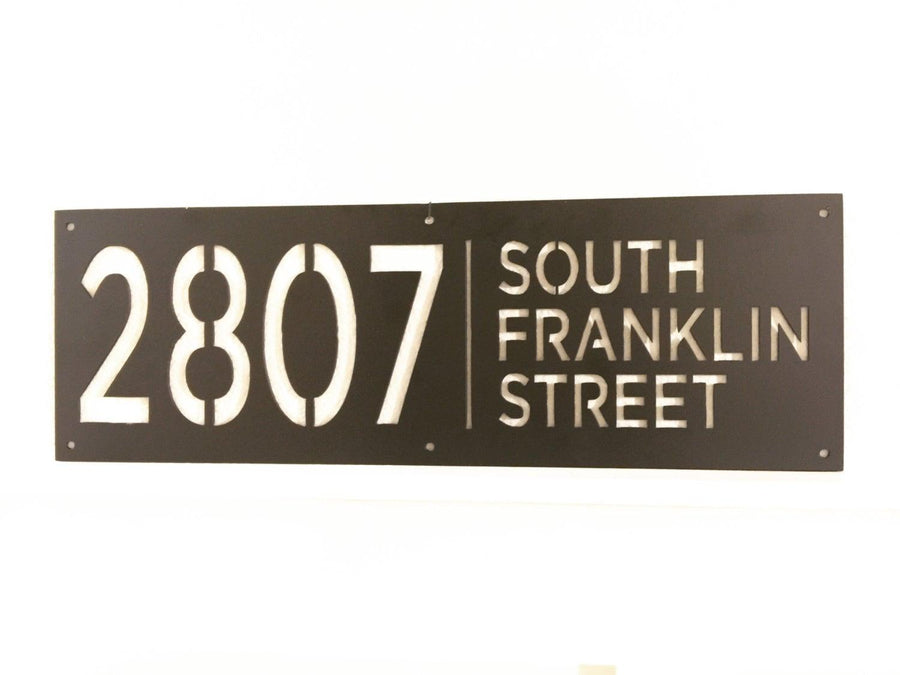 2807
SOUTH
FRANKLIN
STREET